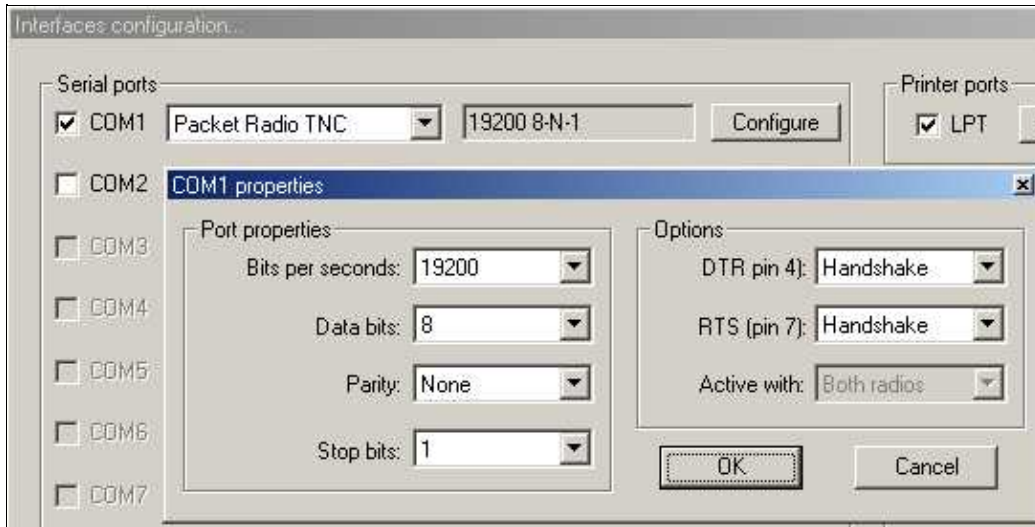 Interfaces configuration...
Serial ports
Printer ports
COM1 Packet Radio TNC 19200 8-N-1 Configure
LPT
COM2
COM1 properties
COM3
COM4
COM5
COM6
COM7
Port properties
Bits per seconds: 19200
Data bits: 8
Parity: None
Stop bits: 1
Options
DTR pin 4): Handshake
RTS (pin 7): Handshake
Active with: Both radios
OK Cancel